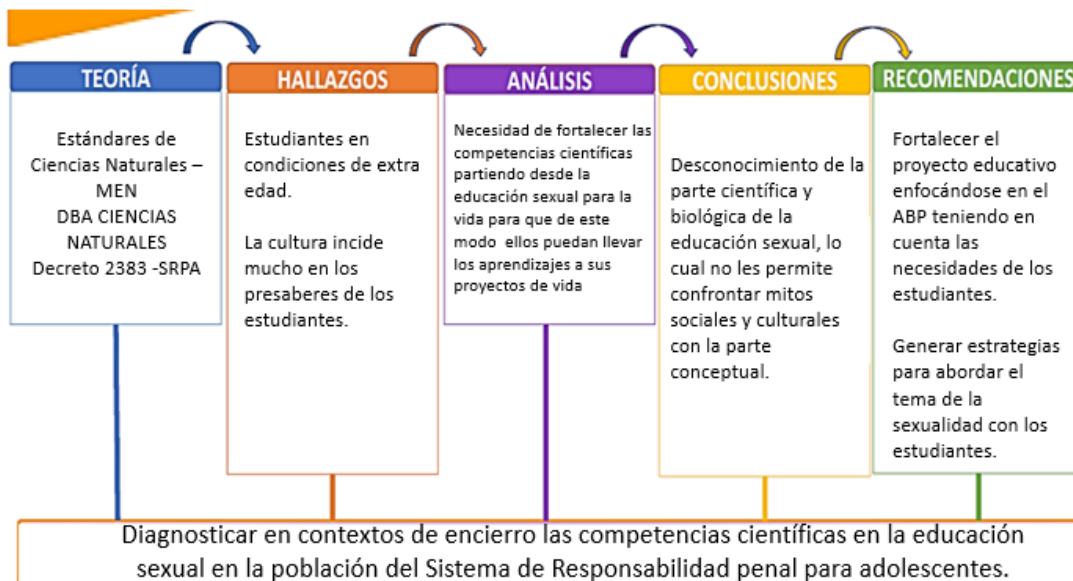 TEORÍA
Estándares de
Ciencias Naturales –
MEN
DBA CIENCIAS
NATURALES
Decreto 2383 -SRPA
HALLAZGOS
Estudiantes en
condiciones de extra
edad.
La cultura incide
mucho en los
presaberes de los
estudiantes.
ANÁLISIS
Necesidad de fortalecer las
competencias científicas
partiendo desde la
educación sexual para la
vida para que de este
modo ellos puedan llevar
los aprendizajes a sus
proyectos de vida
CONCLUSIONES
Desconocimiento de la
parte científica y
biológica de la
educación sexual, lo
cual no les permite
confrontar mitos
sociales y culturales
con la parte
conceptual.
RECOMENDACIONES
Fortalecer el
proyecto educativo
enfocándose en el
ABP teniendo en
cuenta las
necesidades de los
estudiantes.
Generar estrategias
para abordar el
tema de la
sexualidad con los
estudiantes.
Diagnosticar en contextos de encierro las competencias científicas en la educación
sexual en la población del Sistema de Responsabilidad penal para adolescentes.